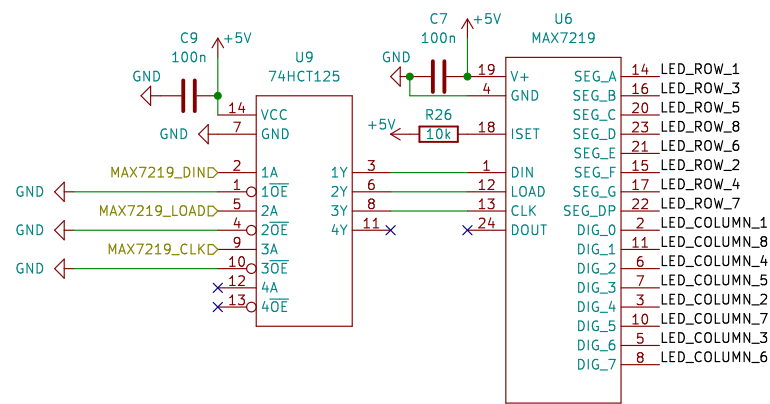 C9
100n
+5V
GND
U9
74HCT125
14 VCC
GND 7 GND
MAX7219_DIN 2 1A 1Y 3
GND 1 1OE 2Y 6
MAX7219_LOAD 5 2A 3Y 8
GND 4 2OE 4Y 11
MAX7219_CLK 9 3A
GND 10 3OE
12 4A
13 4OE
C7
100n
+5V
GND
R26
10k
+5V
U6
MAX7219
19 V+ SEG_A 14 LED_ROW_1
4 GND SEG_B 16 LED_ROW_3
SEG_C 20 LED_ROW_5
18 ISET SEG_D 23 LED_ROW_8
SEG_E 21 LED_ROW_6
1 DIN SEG_F 15 LED_ROW_2
12 LOAD SEG_G 17 LED_ROW_4
13 CLK SEG_DP 22 LED_ROW_7
24 DOUT DIG_0 2 LED_COLUMN_1
DIG_1 11 LED_COLUMN_8
DIG_2 6 LED_COLUMN_4
DIG_3 7 LED_COLUMN_5
DIG_4 3 LED_COLUMN_2
DIG_5 10 LED_COLUMN_7
DIG_6 5 LED_COLUMN_3
DIG_7 8 LED_COLUMN_6